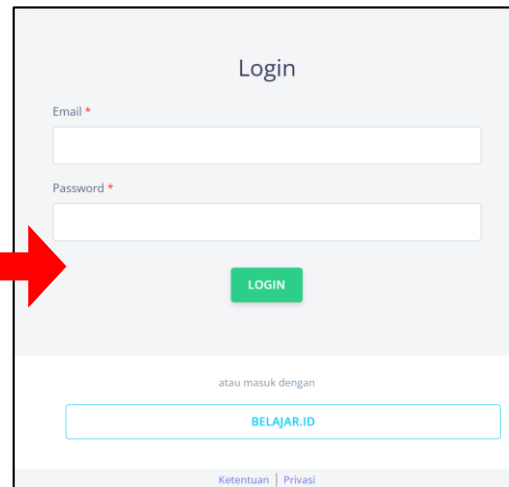 Login
Email *
Password *
LOGIN
atau masuk dengan
BELAJAR.ID
Ketentuan | Privasi